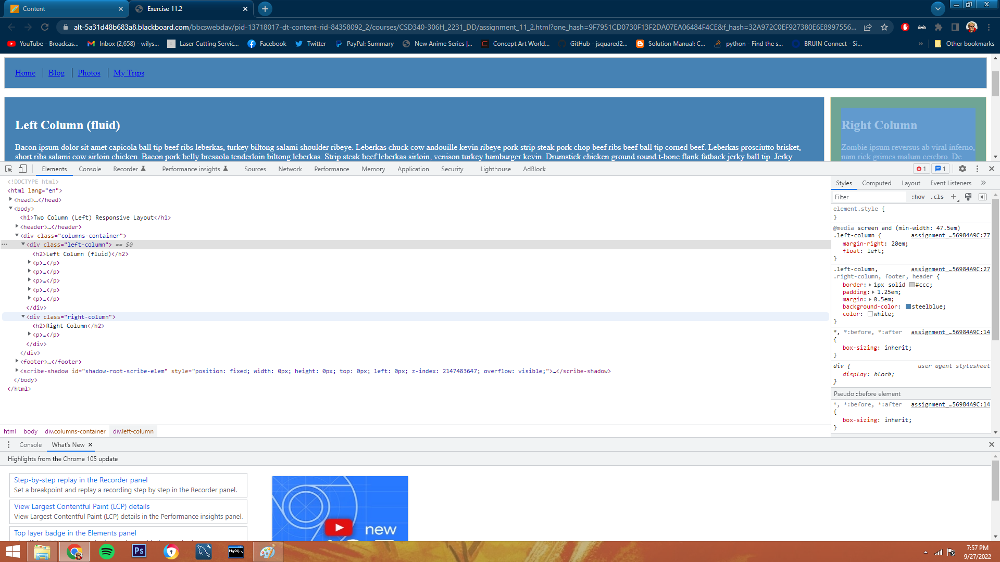 Content
Exercise 11.2
alt-5a31d48b683a8.blackboard.com/bbcswebdav/pid-13718017-dt-content-rid-84358092_2/courses/CSD340-306H_2231_DD/assignment_11_2.html?one_hash=9F7951CD0730F13F2DA07EA06484F4CE&f_hash=32A972C0EF927380E6E8997556...
YouTube - Broadcas... Inbox (2,658) - wilys... Laser Cutting Servic... Facebook Twitter PayPal: Summary New Anime Series |... Concept Art World... GitHub - jsquared2... Solution Manual: C... python - Find the s... BRUIN Connect - Si... » Other bookmarks
Home Blog Photos My Trips
Left Column (fluid)
Bacon ipsum dolor sit amet capicola ball tip beef ribs leberkas, turkey biltong salami shoulder ribeye. Leberkas chuck cow andouille kevin ribeye pork strip steak pork chop beef ribs beef ball tip corned beef. Leberkas prosciutto brisket,
short ribs salami cow sirloin chicken. Bacon pork belly bresaola tenderloin biltong leberkas. Strip steak beef leberkas sirloin, venison turkey hamburger kevin. Drumstick chicken ground round t-bone flank fatback jerky ball tip. Jerky
Right Column
Zombie ipsum reversus ab viral inferno,
nam rick grimes malum cerebro. De
Elements Console Recorder Performance insights Sources Network Performance Memory Application Security Lighthouse AdBlock 1 1
<!DOCTYPE html>
<html lang="en">
<head>…</head>
<body>
<h1>Two Column (Left) Responsive Layout</h1>
<header>…</header>
<div class="columns-container">
<div class="left-column"> == $0
<h2>Left Column (fluid)</h2>
<p>…</p>
<p>…</p>
<p>…</p>
<p>…</p>
<p>…</p>
</div>
<div class="right-column">
<h2>Right Column</h2>
<p>…</p>
</div>
</div>
<footer>…</footer>
<scribe-shadow id="shadow-root-scribe-elem" style="position: fixed; width: 0px; height: 0px; top: 0px; left: 0px; z-index: 2147483647; overflow: visible;">…</scribe-shadow>
</body>
</html>
html body div.columns-container div.left-column
Styles Computed Layout Event Listeners »
Filter :hov .cls +
element.style {
}
@media screen and (min-width: 47.5em)
.left-column { assignment_…56984A9C:77
margin-right: 20em;
float: left;
}
.left-column, assignment_…56984A9C:27
.right-column, footer, header {
border: 1px solid #ccc;
padding: 1.25em;
margin: 0.5em;
background-color: steelblue;
color: white;
}
*, *:before, *:after assignment_…56984A9C:14
{
box-sizing: inherit;
}
div { user agent stylesheet
display: block;
}
Pseudo ::before element
*, *:before, *:after assignment_…56984A9C:14
{
box-sizing: inherit;
}
Console What's New
Highlights from the Chrome 105 update
Step-by-step replay in the Recorder panel
Set a breakpoint and replay a recording step by step in the Recorder panel.
View Largest Contentful Paint (LCP) details
View Largest Contentful Paint (LCP) details in the Performance insights panel.
Top layer badge in the Elements panel
new
Ps
MySQL
7:57 PM
9/27/2022